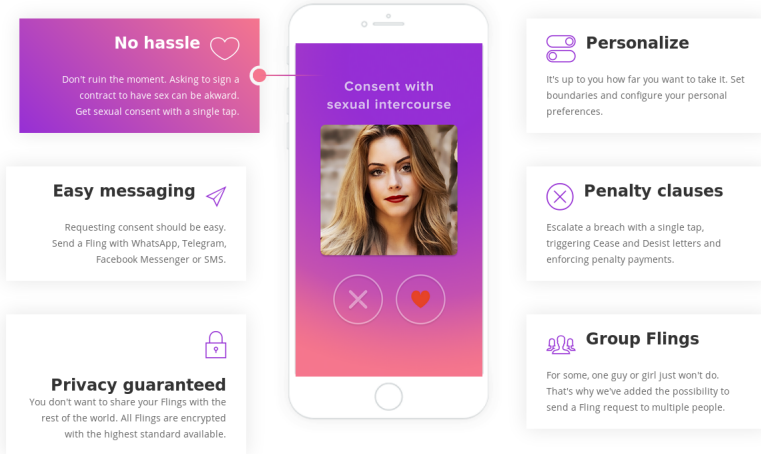 No hassle
Don't ruin the moment. Asking to sign a
contract to have sex can be akward.
Get sexual consent with a single tap.
Easy messaging
Requesting consent should be easy.
Send a Fling with WhatsApp, Telegram,
Facebook Messenger or SMS.
Privacy guaranteed
You don't want to share your Flings with the
rest of the world. All Flings are encrypted
with the highest standard available.
Consent with
sexual intercourse
Personalize
It's up to you how far you want to take it. Set
boundaries and configure your personal
preferences.
Penalty clauses
Escalate a breach with a single tap,
triggering Cease and Desist letters and
enforcing penalty payments.
Group Flings
For some, one guy or girl just won't do.
That's why we've added the possibility to
send a Fling request to multiple people.